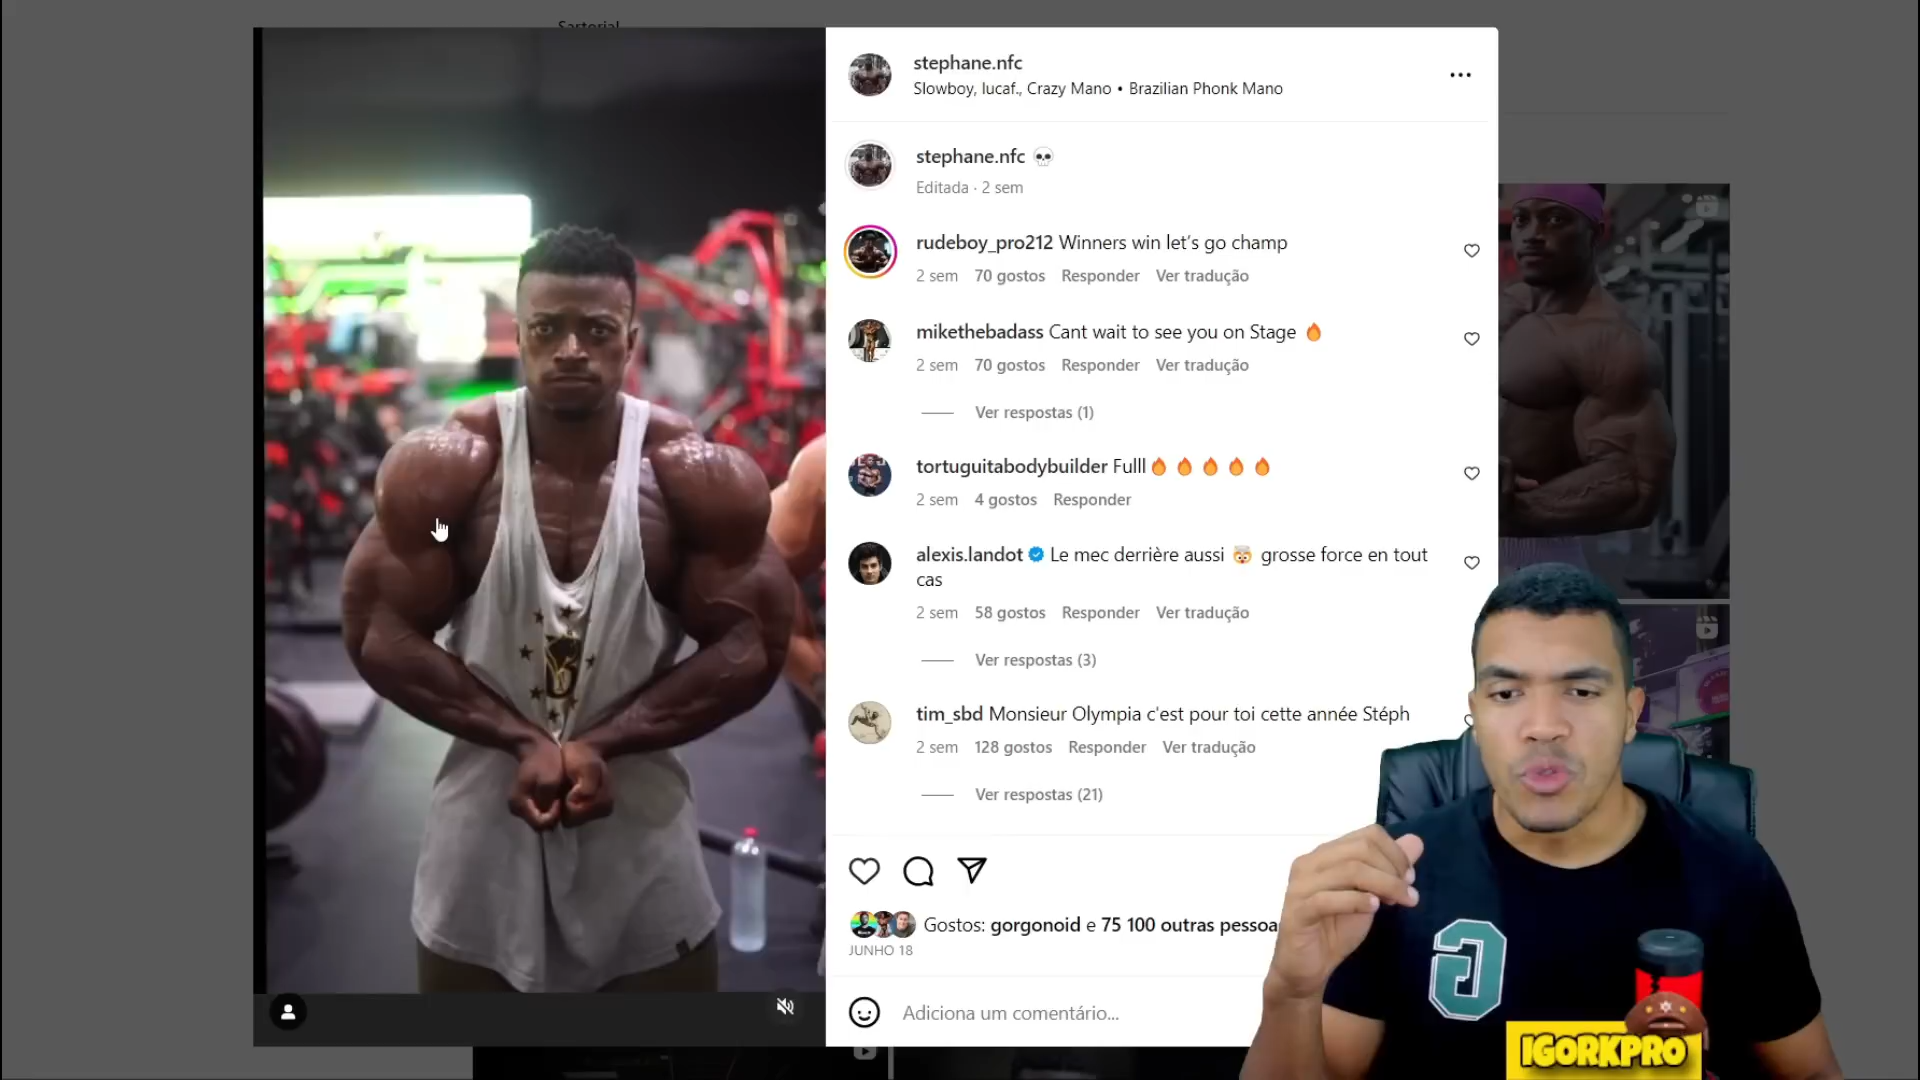 Sartorial
stephane.nfc
Slowboy, lucaf., Crazy Mano • Brazilian Phonk Mano
stephane.nfc 💀
Editada · 2 sem
rudeboy_pro212 Winners win let's go champ
2 sem 70 gostos Responder Ver tradução
mikethebadass Cant wait to see you on Stage 🔥
2 sem 70 gostos Responder Ver tradução
Ver respostas (1)
tortuguitabodybuilder Fulll🔥🔥🔥🔥🔥
2 sem 4 gostos Responder
alexis.landot Le mec derrière aussi 🤯 grosse force en tout
cas
2 sem 58 gostos Responder Ver tradução
Ver respostas (3)
tim_sbd Monsieur Olympia c'est pour toi cette année Stéph
2 sem 128 gostos Responder Ver tradução
Ver respostas (21)
Gostos: gorgonoid e 75 100 outras pessoa
JUNHO 18
Adiciona um comentário...
G
IGORKPRO